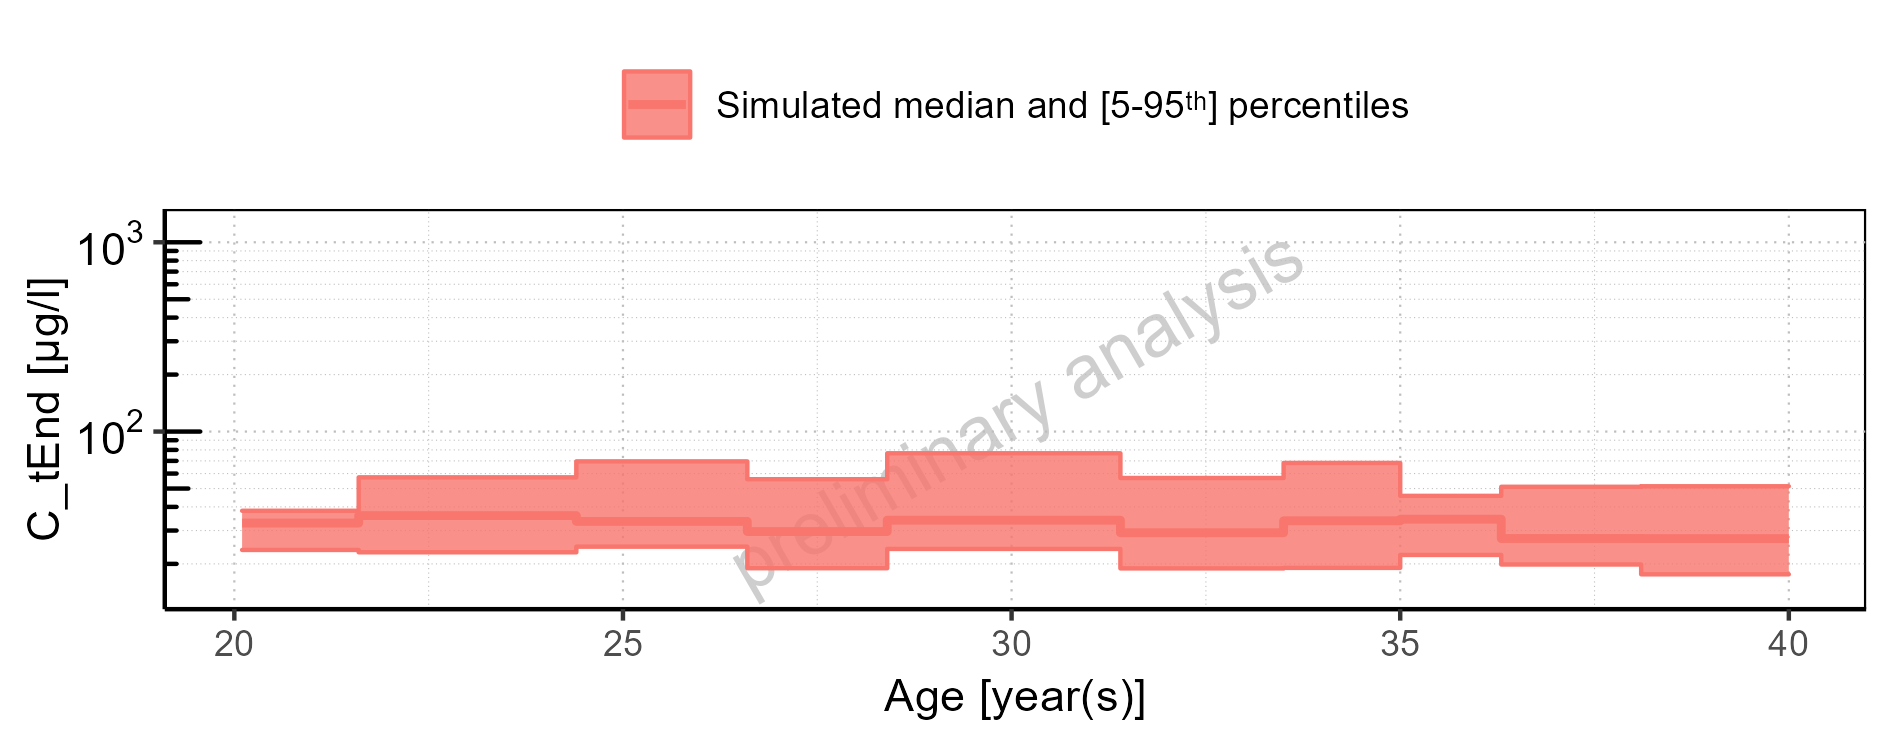 Simulated median and [5-95th] percentiles
10³
10²
C_tEnd [µg/l]
preliminary analysis
20 25 30 35 40
Age [year(s)]